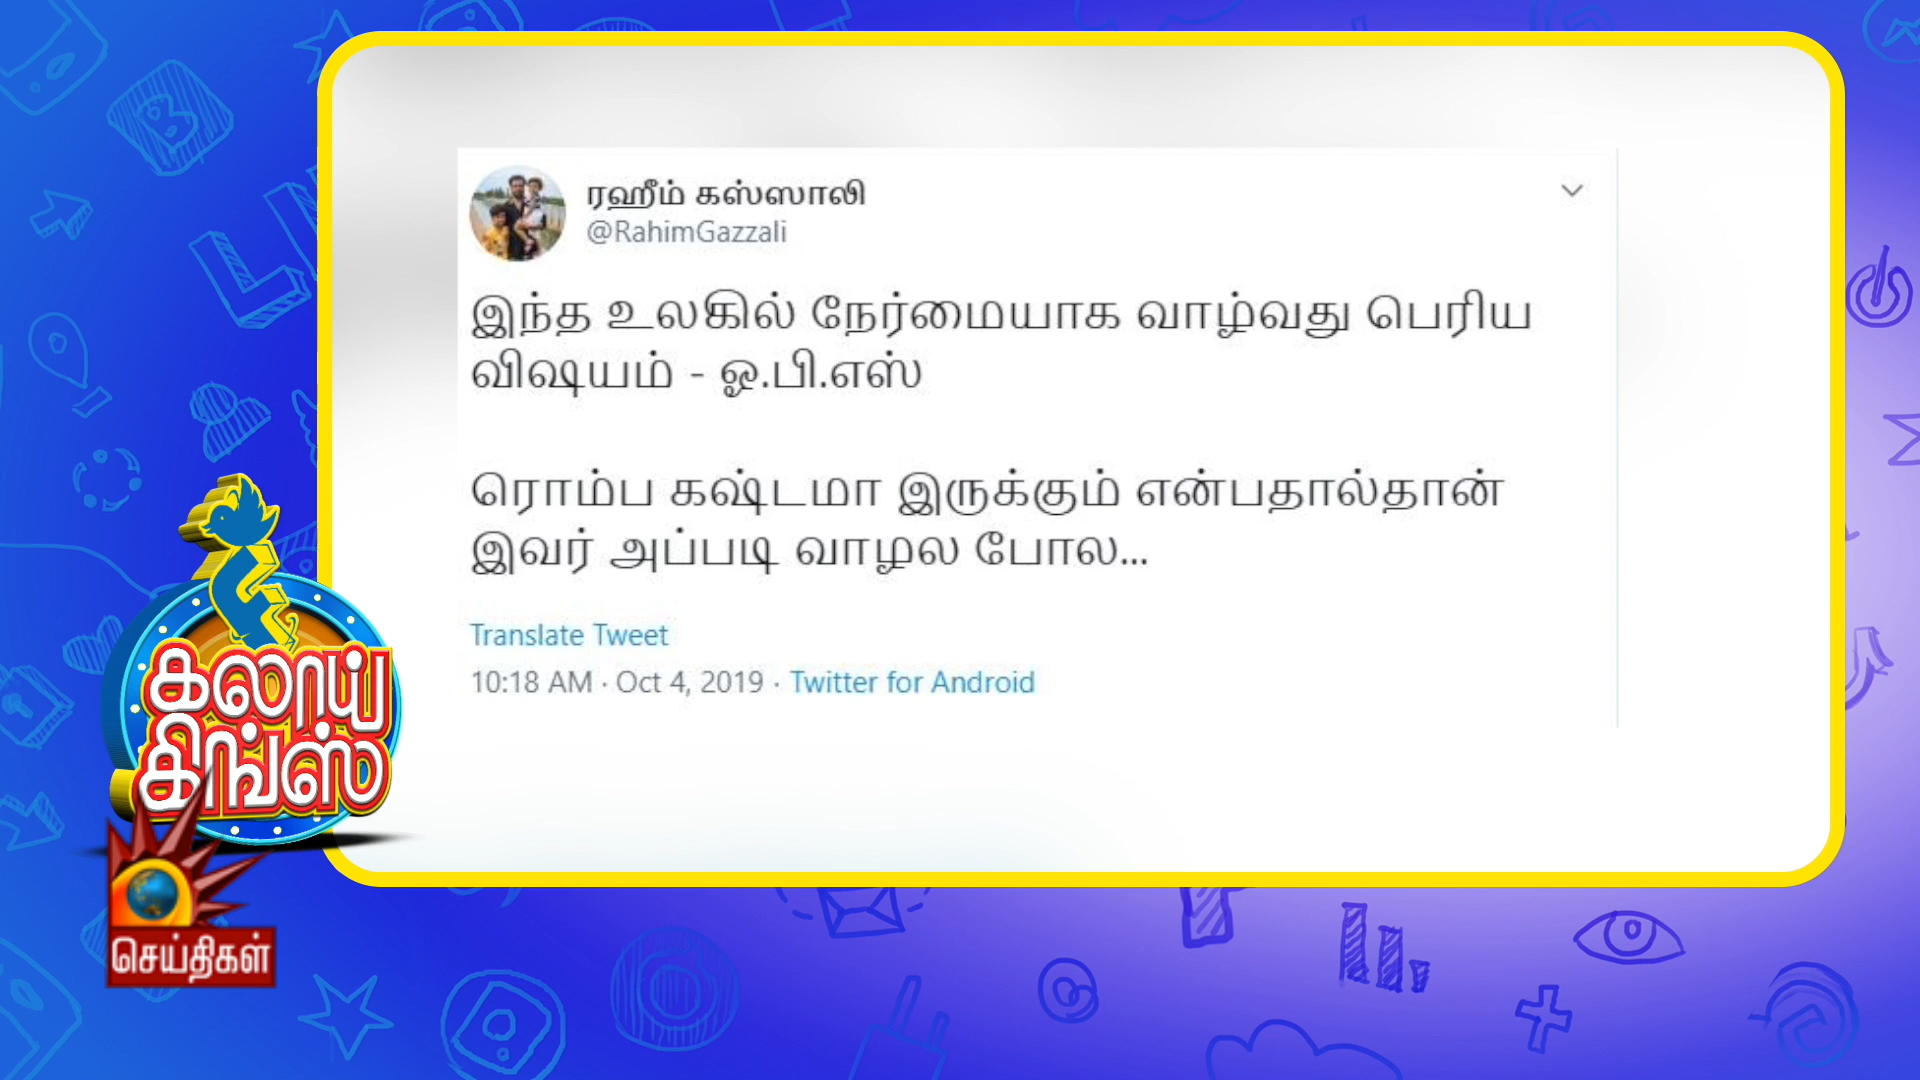 ரஹீம் கஸ்ஸாலி
@RahimGazzali
இந்த உலகில் நேர்மையாக வாழ்வது பெரிய
விஷயம் - ஓ.பி.எஸ்
ரொம்ப கஷ்டமா இருக்கும் என்பதால்தான்
இவர் அப்படி வாழல போல...
Translate Tweet
10:18 AM · Oct 4, 2019 · Twitter for Android
கலாய்
கிங்ஸ்
செய்திகள்